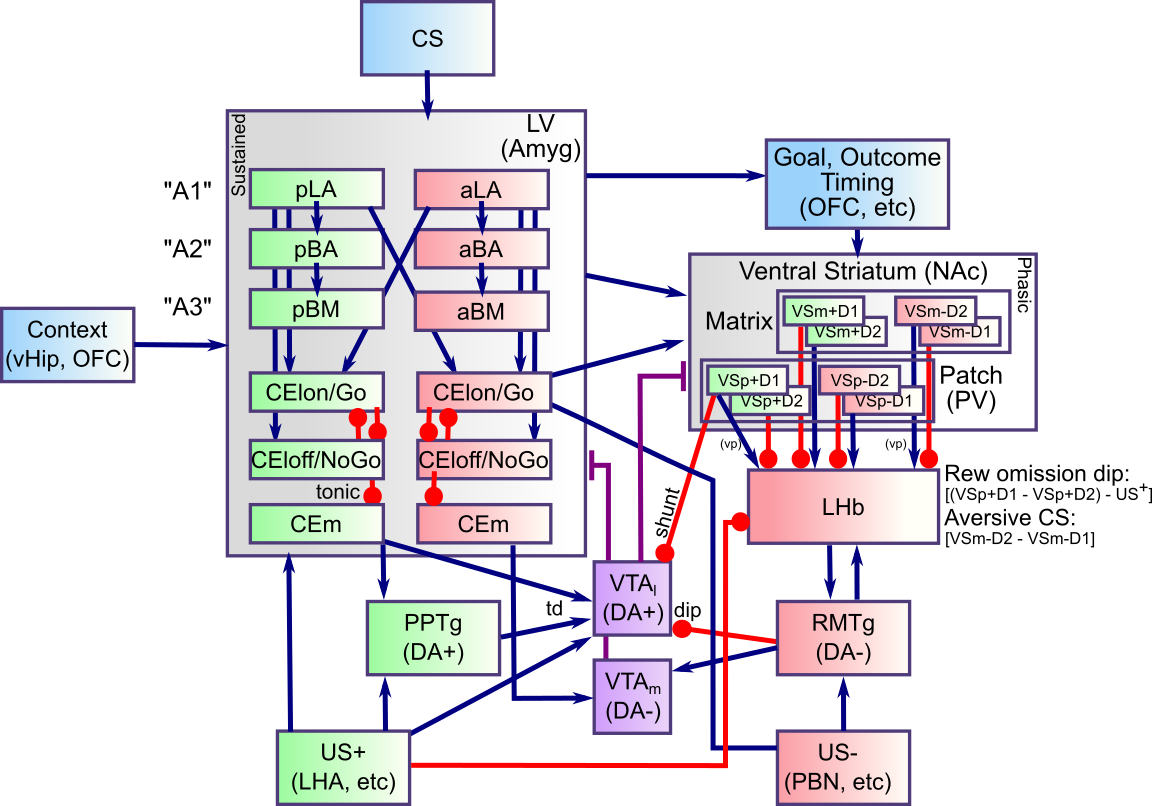 CS
Sustained
LV
(Amyg)
"A1"
pLA
aLA
"A2"
pBA
aBA
"A3"
pBM
aBM
Context
(vHip, OFC)
CElon/Go
CElon/Go
CEloff/NoGo
CEloff/NoGo
tonic
CEm
CEm
Goal, Outcome
Timing
(OFC, etc)
Ventral Striatum (NAc)
Phasic
Matrix
VSm+D1
VSm+D2
VSm-D2
VSm-D1
Patch
(PV)
VSp+D1
VSp+D2
VSp-D2
VSp-D1
(vp)
(vp)
shunt
LHb
Rew omission dip:
[(VSp+D1 - VSp+D2) - US+]
Aversive CS:
[VSm-D2 - VSm-D1]
PPTg
(DA+)
td
VTAl
(DA+)
dip
RMTg
(DA-)
VTAm
(DA-)
US+
(LHA, etc)
US-
(PBN, etc)